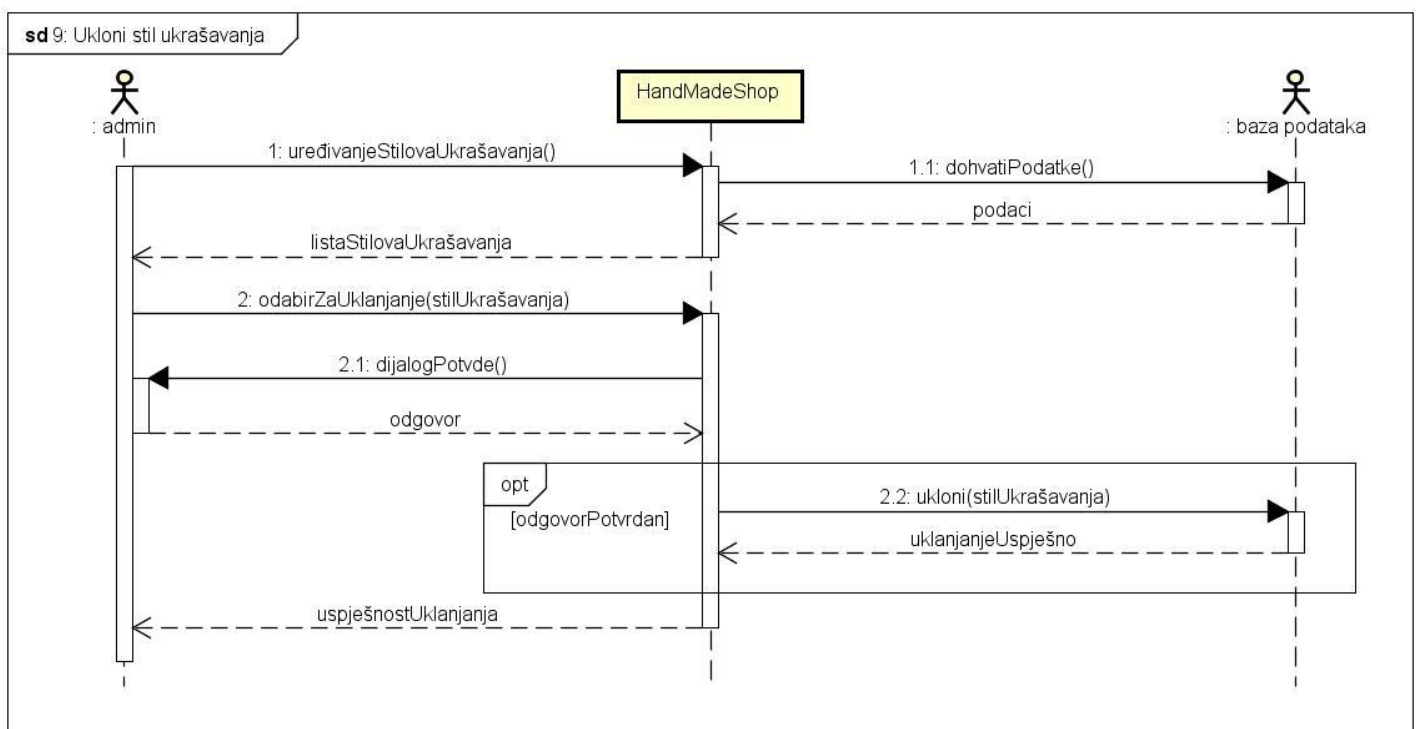 sd 9: Ukloni stil ukrašavanja
HandMadeShop
: admin
: baza podataka
1: uređivanjeStilovaUkrašavanja()
1.1: dohvatiPodatke()
podaci
listaStilovaUkrašavanja
2: odabirZaUklanjanje(stilUkrašavanja)
2.1: dijalogPotvde()
odgovor
opt
[odgovorPotvrdan]
2.2: ukloni(stilUkrašavanja)
uklanjanjeUspješno
uspješnostUklanjanja